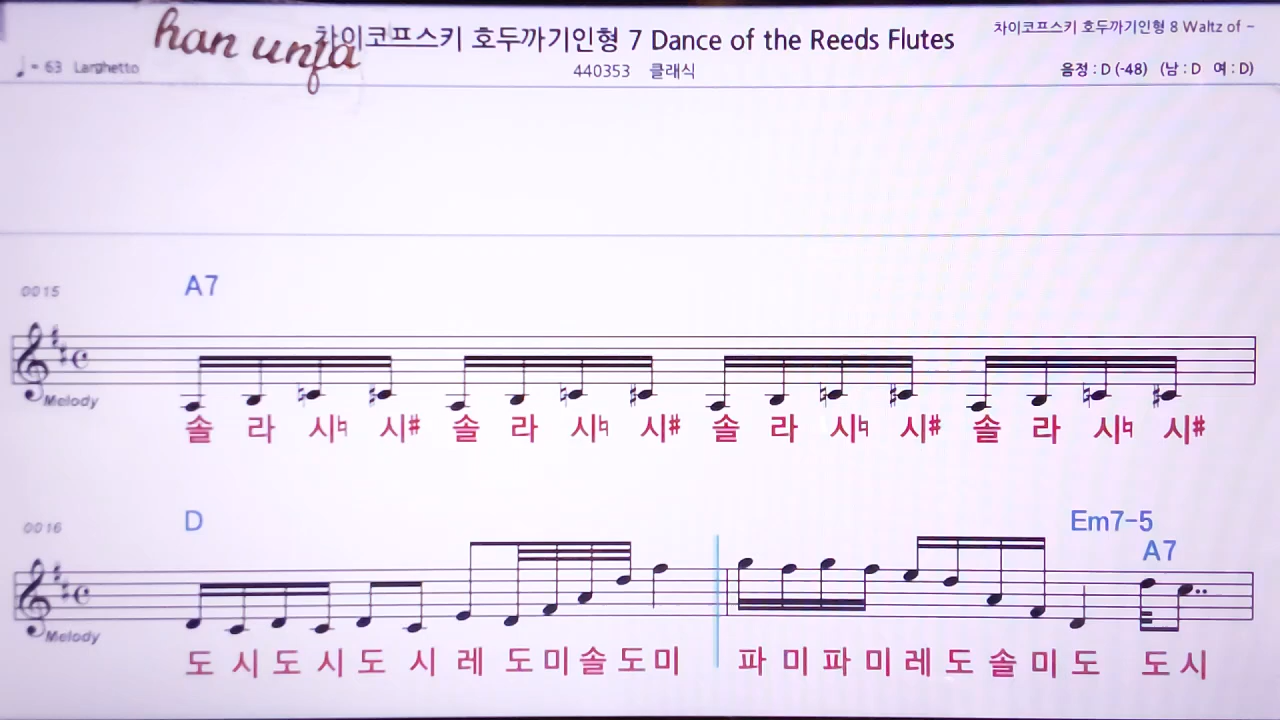 han unfa
차이코프스키 호두까기인형 7 Dance of the Reeds Flutes
차이코프스키 호두까기인형 8 Waltz of ~
♩= 63 Larghetto
440353 클래식
음정 : D (-48) (남 : D 여 : D)
0015
A7
Melody
솔 라 시♮ 시# 솔 라 시♮ 시# 솔 라 시♮ 시# 솔 라 시♮ 시#
0016
D
Em7-5
A7
Melody
도 시 도 시 도 시 레 도 미 솔 도 미 파 미 파 미 레 도 솔 미 도 도 시